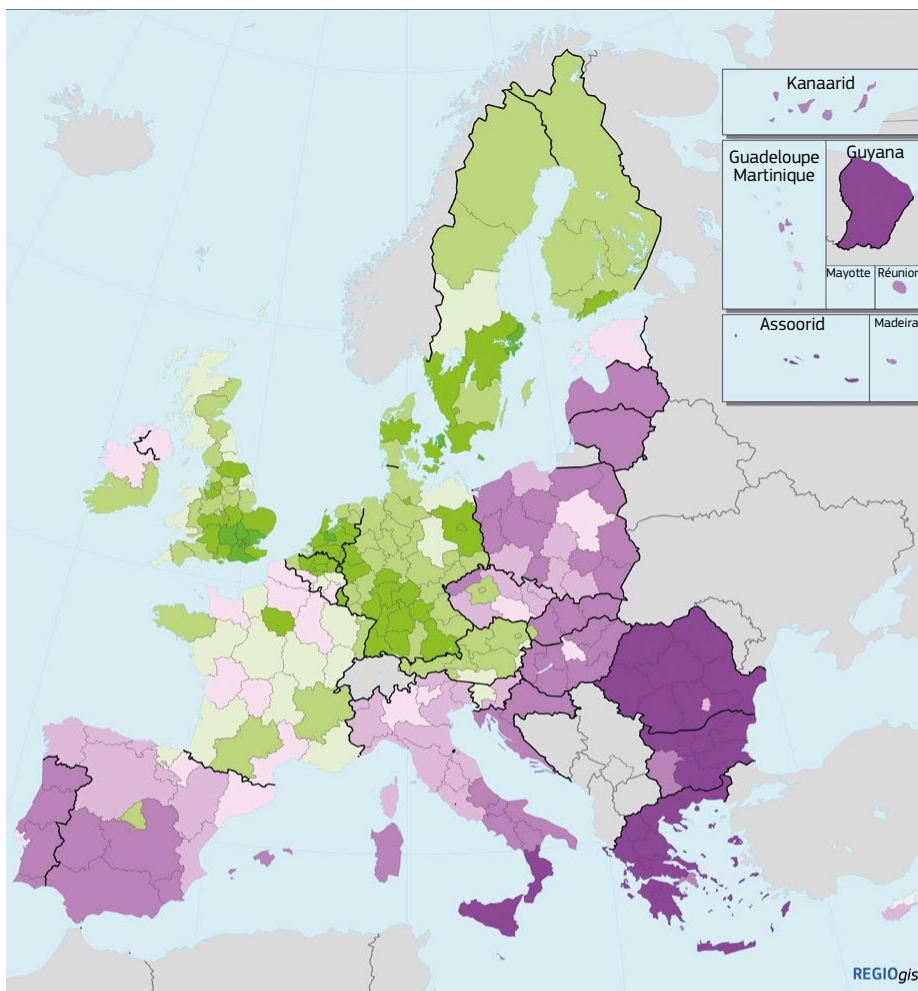 Kanaarid
Guadeloupe
Martinique
Guyana
Mayotte
Réunion
Assoorid
Madeira
REGIOgis